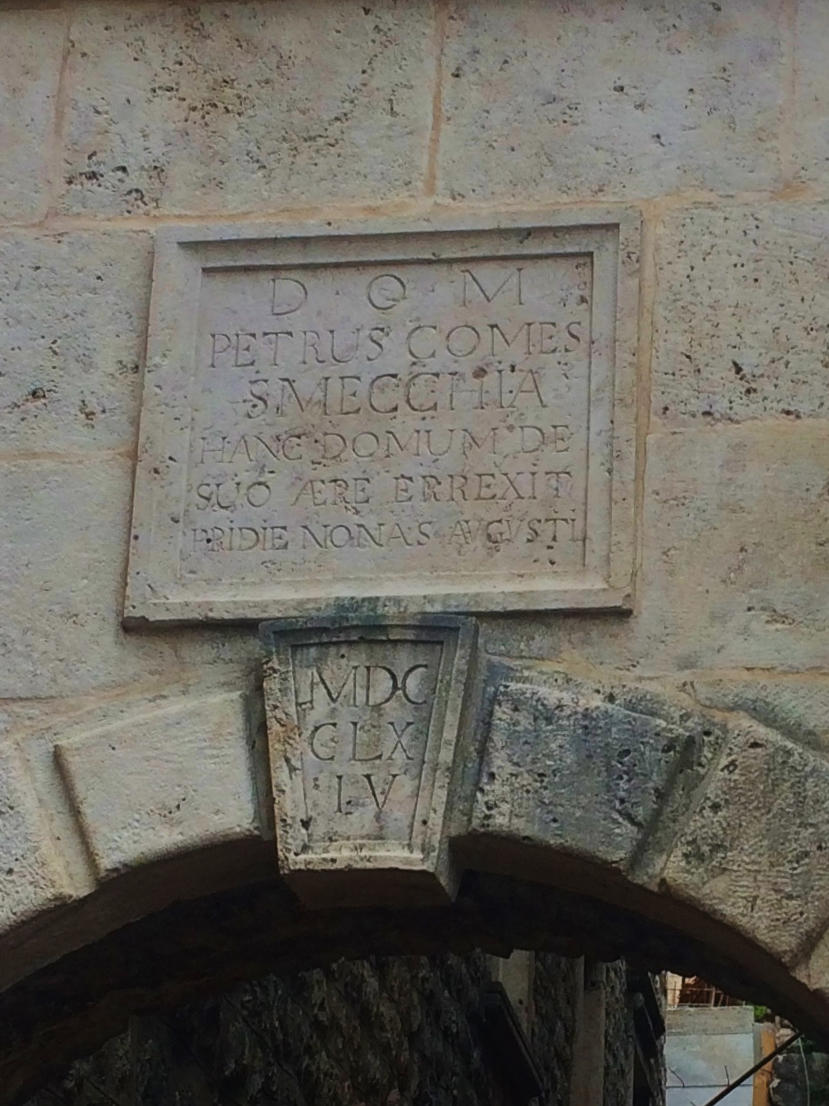 D O M
PETRUS COMES
SMECCHIA
HANC DOMUM DE
SUO ÆRE ERREXIT
PRIDIE NONAS AUGUSTI
MDC
CLX
IV